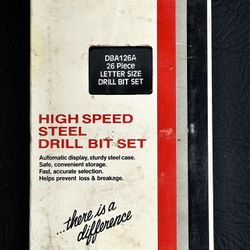 DBA126A
26 Piece
LETTER SIZE
DRILL BIT SET
HIGH SPEED
STEEL
DRILL BIT SET
Automatic display, sturdy steel case.
Safe, convenient storage.
Fast, accurate selection.
Helps prevent loss & breakage.
...there is a
difference